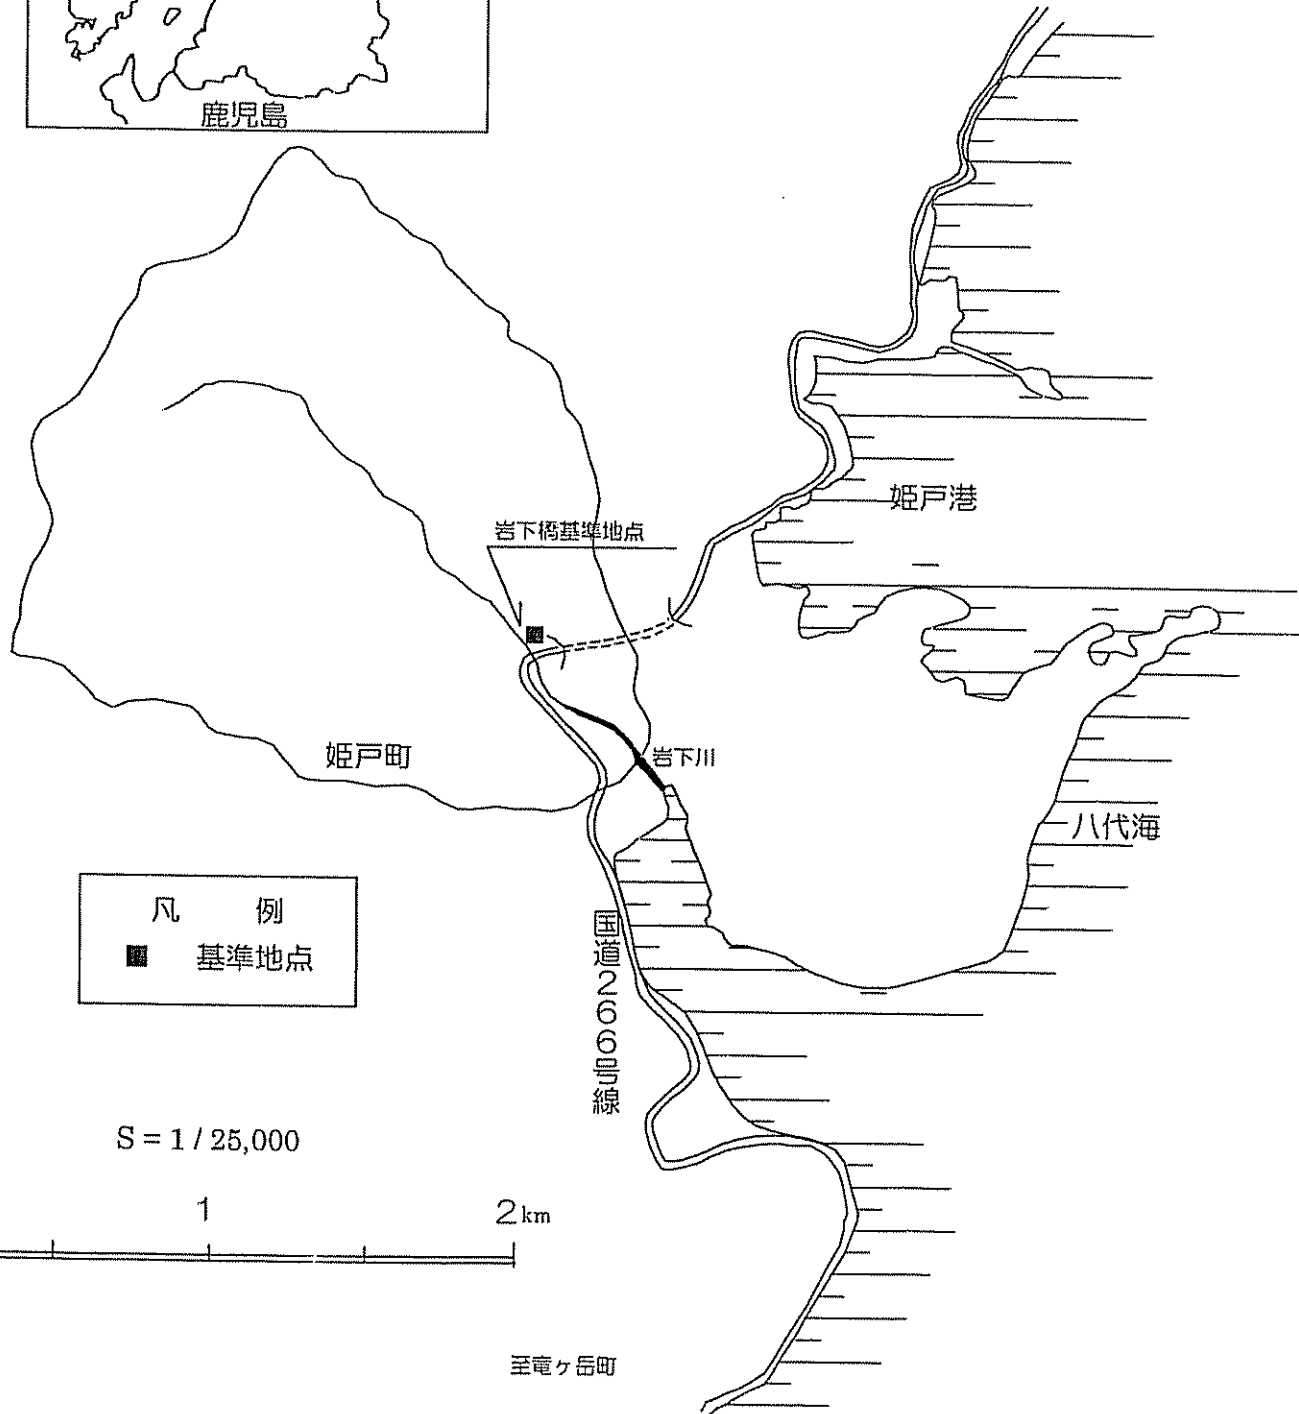 鹿児島
姫戸港
岩下橋基準地点
姫戸町
岩下川
八代海
凡 例
■ 基準地点
国道266号線
S = 1 / 25,000
1 2km
至竜ヶ岳町